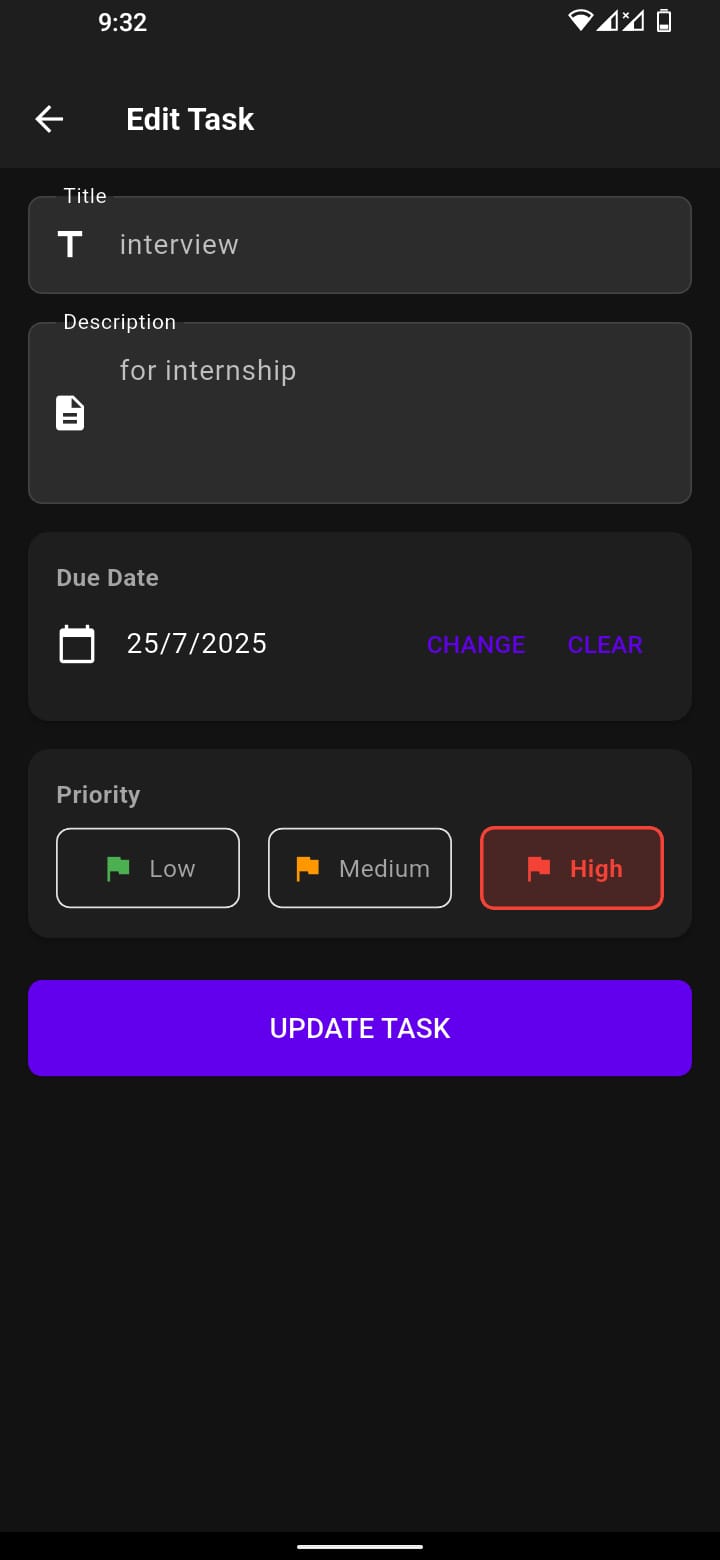 9:32
Edit Task
Title
interview
Description
for internship
Due Date
25/7/2025 CHANGE CLEAR
Priority
Low Medium High
UPDATE TASK